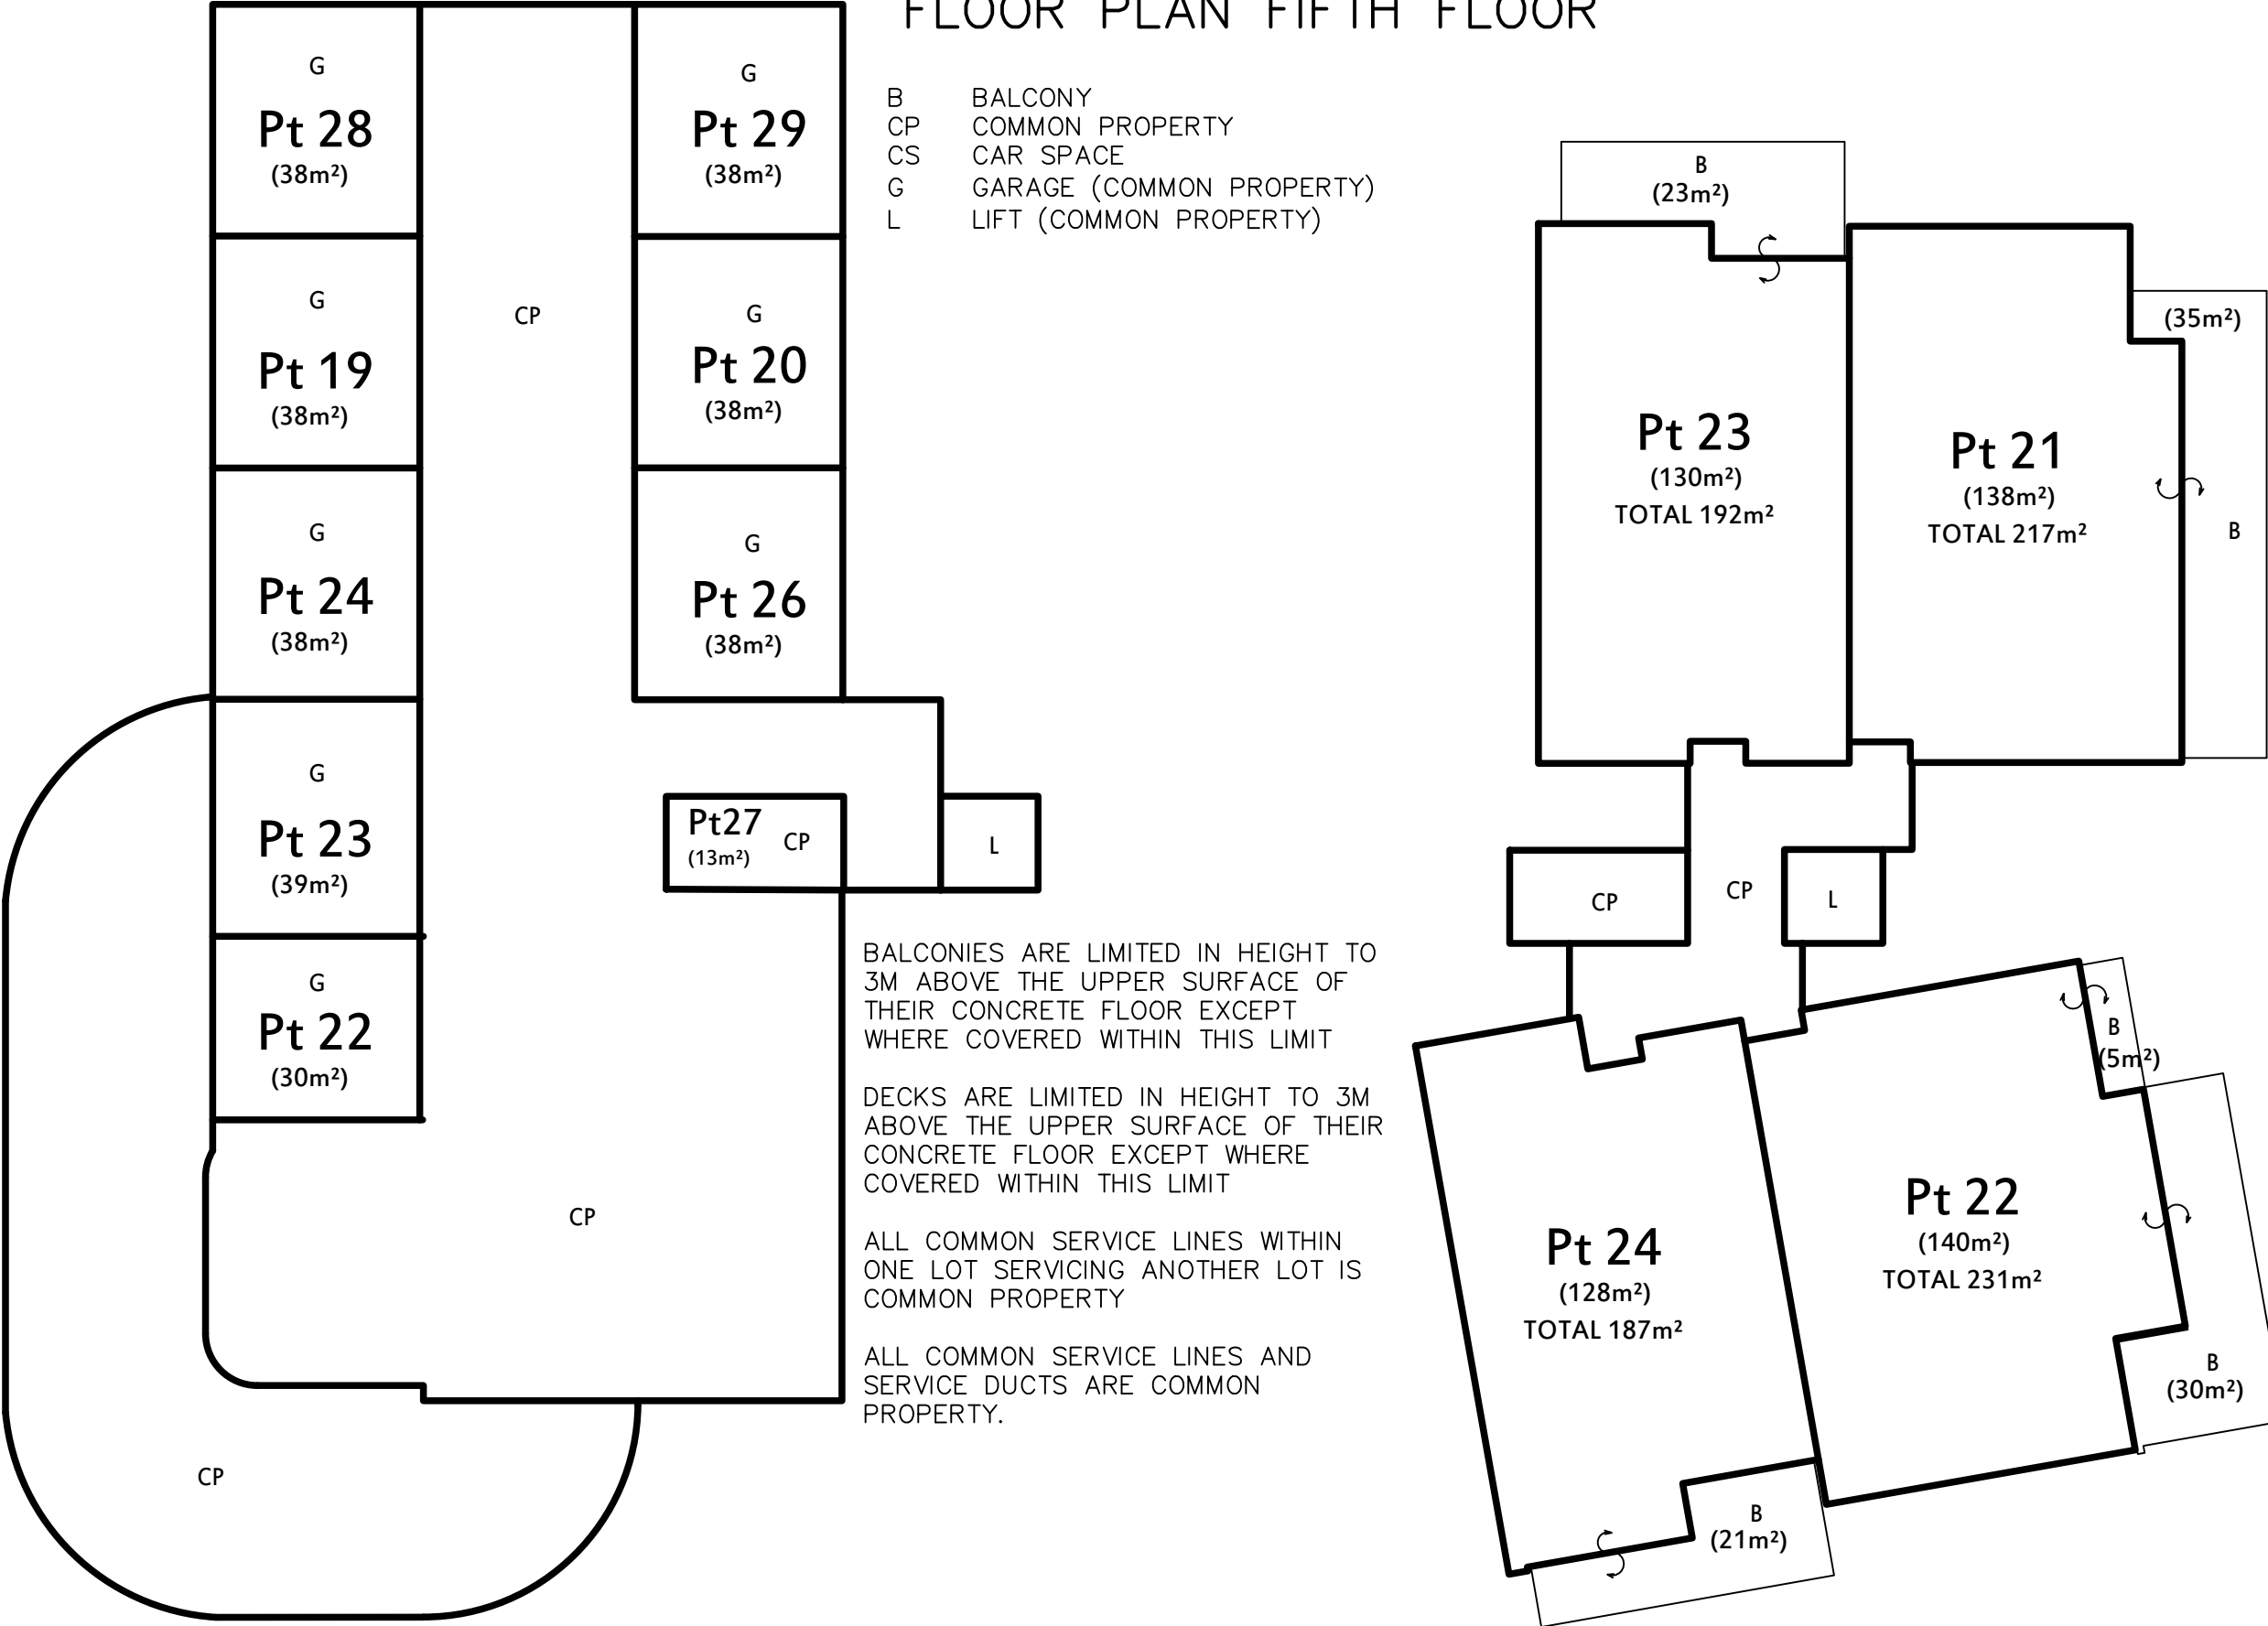 FLOOR PLAN FIFTH FLOOR
B BALCONY
CP COMMON PROPERTY
CS CAR SPACE
G GARAGE (COMMON PROPERTY)
L LIFT (COMMON PROPERTY)
G
Pt 28
(38m²)
G
Pt 29
(38m²)
G
Pt 19
(38m²)
CP
G
Pt 20
(38m²)
G
Pt 24
(38m²)
G
Pt 26
(38m²)
G
Pt 23
(39m²)
Pt27
(13m²)
CP
L
G
Pt 22
(30m²)
CP
CP
BALCONIES ARE LIMITED IN HEIGHT TO
3M ABOVE THE UPPER SURFACE OF
THEIR CONCRETE FLOOR EXCEPT
WHERE COVERED WITHIN THIS LIMIT
DECKS ARE LIMITED IN HEIGHT TO 3M
ABOVE THE UPPER SURFACE OF THEIR
CONCRETE FLOOR EXCEPT WHERE
COVERED WITHIN THIS LIMIT
ALL COMMON SERVICE LINES WITHIN
ONE LOT SERVICING ANOTHER LOT IS
COMMON PROPERTY
ALL COMMON SERVICE LINES AND
SERVICE DUCTS ARE COMMON
PROPERTY.
B
(23m²)
(35m²)
B
Pt 23
(130m²)
TOTAL 192m²
Pt 21
(138m²)
TOTAL 217m²
CP
CP
L
B
(5m²)
Pt 22
(140m²)
TOTAL 231m²
Pt 24
(128m²)
TOTAL 187m²
B
(30m²)
B
(21m²)